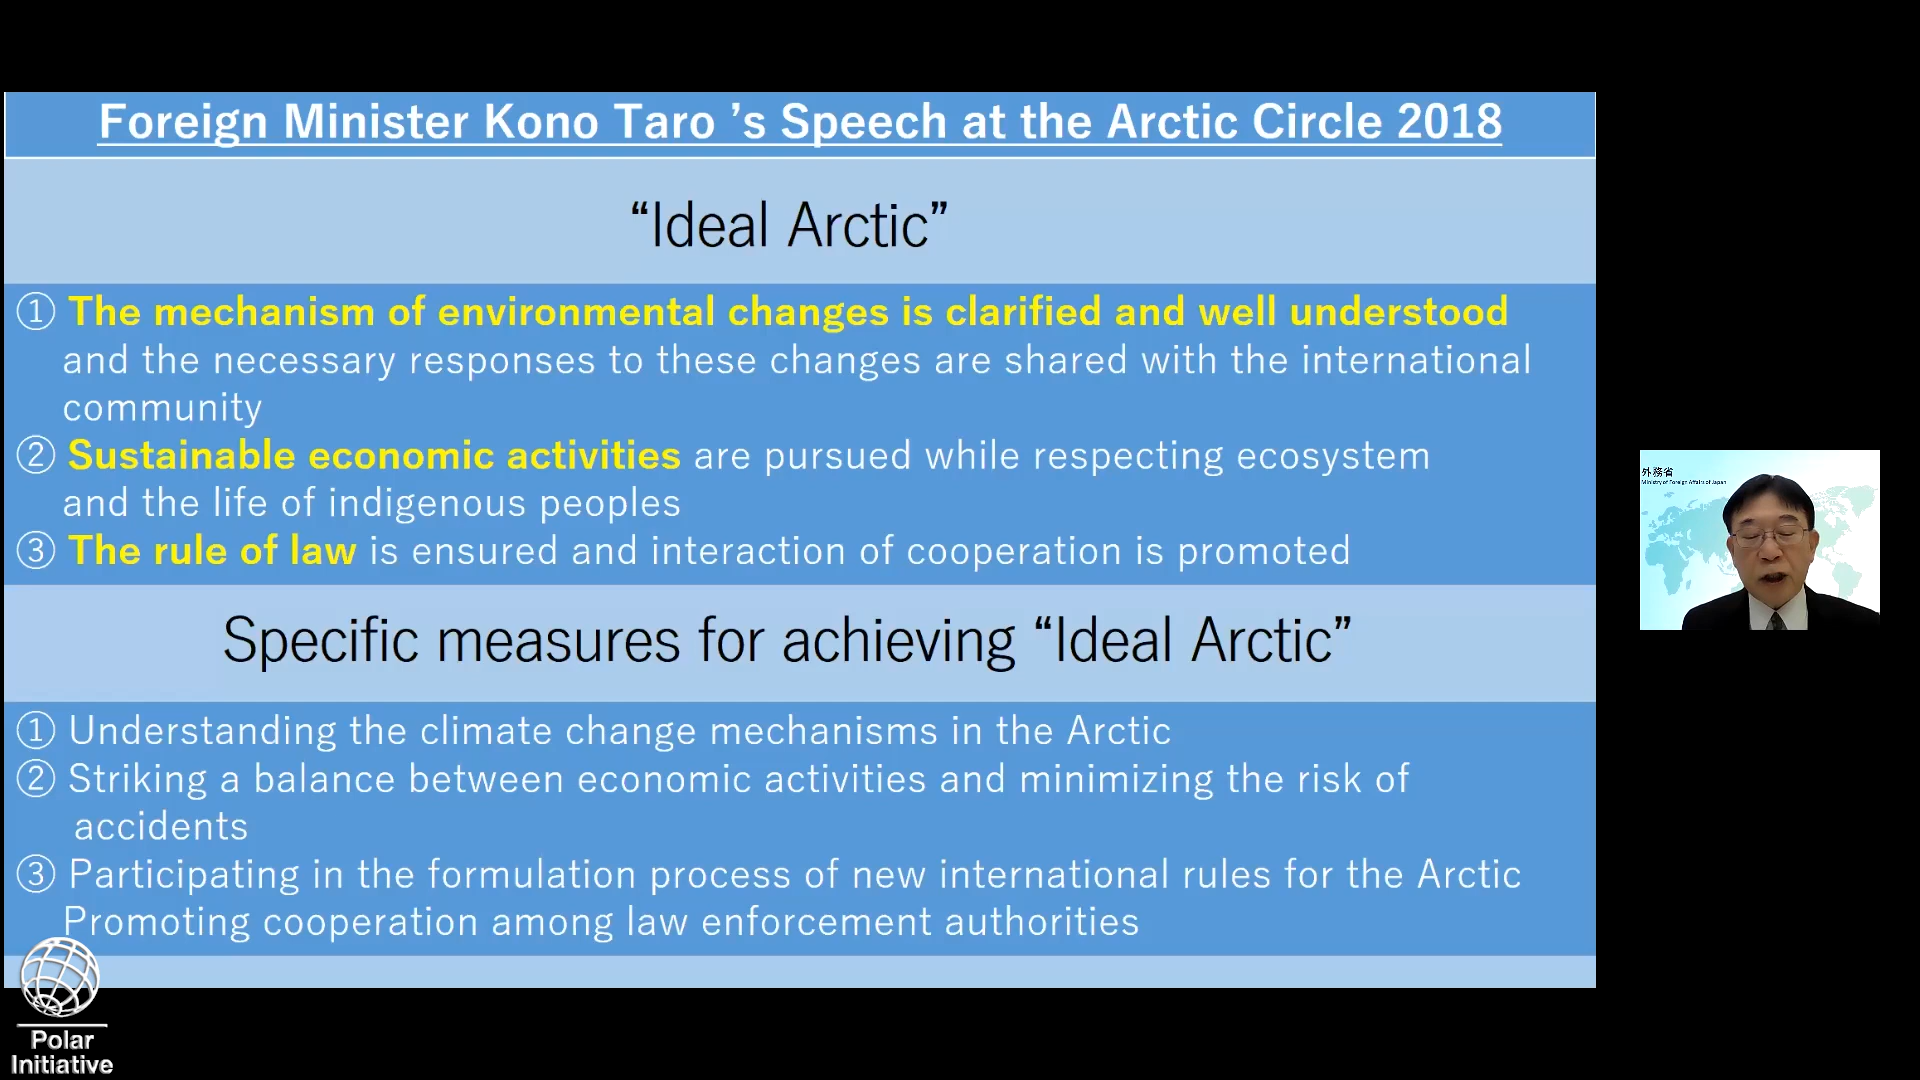 Foreign Minister Kono Taro ’s Speech at the Arctic Circle 2018
“Ideal Arctic”
① The mechanism of environmental changes is clarified and well understood
and the necessary responses to these changes are shared with the international
community
② Sustainable economic activities are pursued while respecting ecosystem
and the life of indigenous peoples
③ The rule of law is ensured and interaction of cooperation is promoted
Specific measures for achieving “Ideal Arctic”
① Understanding the climate change mechanisms in the Arctic
② Striking a balance between economic activities and minimizing the risk of
accidents
③ Participating in the formulation process of new international rules for the Arctic
Promoting cooperation among law enforcement authorities
外務省
Ministry of Foreign Affairs of Japan
Polar
Initiative